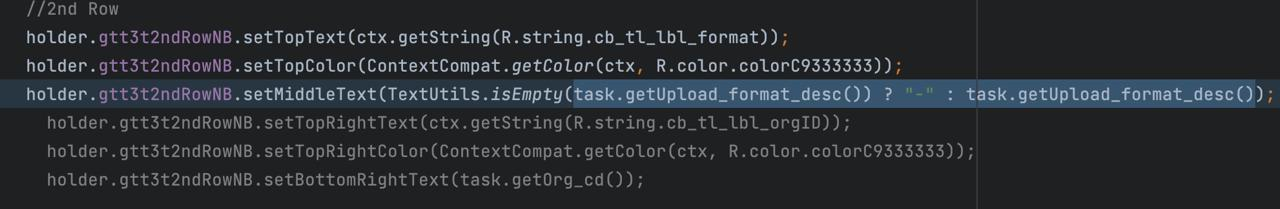 //2nd Row
holder.gtt3t2ndRowNB.setTopText(ctx.getString(R.string.cb_tl_lbl_format));
holder.gtt3t2ndRowNB.setTopColor(ContextCompat.getColor(ctx, R.color.colorC9333333));
holder.gtt3t2ndRowNB.setMiddleText(TextUtils.isEmpty(task.getUpload_format_desc()) ? "-" : task.getUpload_format_desc());
holder.gtt3t2ndRowNB.setTopRightText(ctx.getString(R.string.cb_tl_lbl_orgID));
holder.gtt3t2ndRowNB.setTopRightColor(ContextCompat.getColor(ctx, R.color.colorC9333333));
holder.gtt3t2ndRowNB.setBottomRightText(task.getOrg_cd());